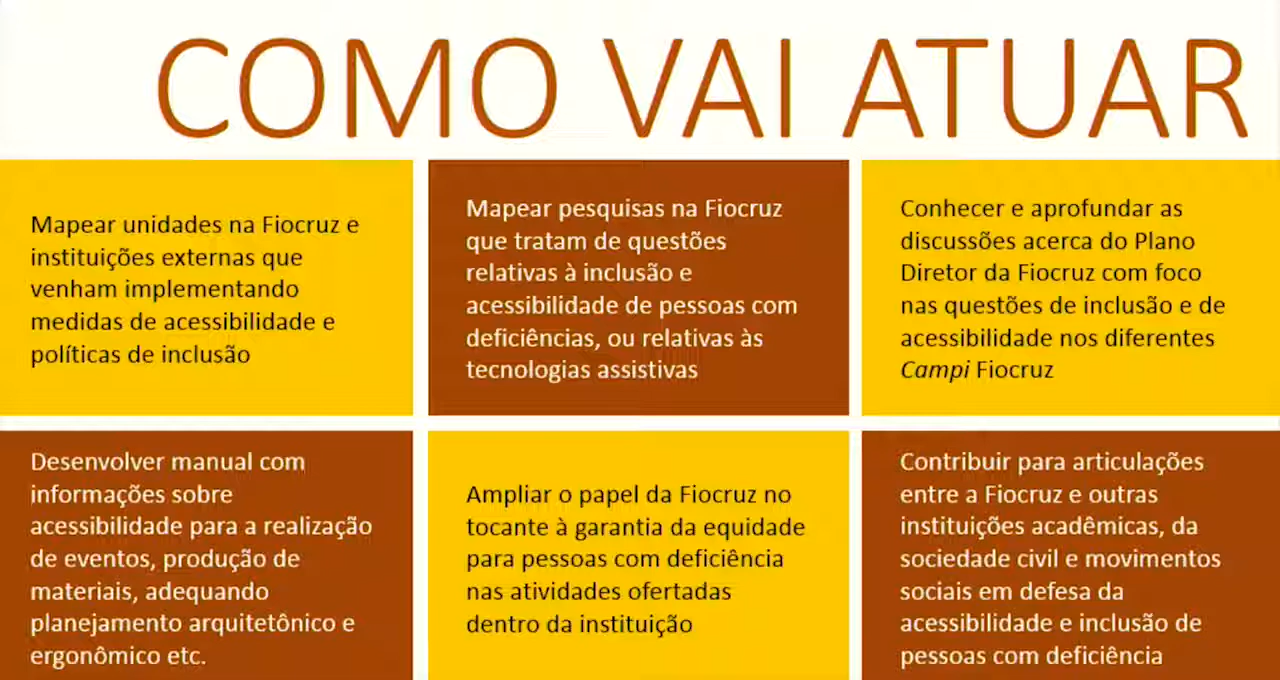 COMO VAI ATUAR
Mapear unidades na Fiocruz e
instituições externas que
venham implementando
medidas de acessibilidade e
políticas de inclusão
Mapear pesquisas na Fiocruz
que tratam de questões
relativas à inclusão e
acessibilidade de pessoas com
deficiências, ou relativas às
tecnologias assistivas
Conhecer e aprofundar as
discussões acerca do Plano
Diretor da Fiocruz com foco
nas questões de inclusão e de
acessibilidade nos diferentes
Campi Fiocruz
Desenvolver manual com
informações sobre
acessibilidade para a realização
de eventos, produção de
materiais, adequando
planejamento arquitetônico e
ergonômico etc.
Ampliar o papel da Fiocruz no
tocante à garantia da equidade
para pessoas com deficiência
nas atividades ofertadas
dentro da instituição
Contribuir para articulações
entre a Fiocruz e outras
instituições acadêmicas, da
sociedade civil e movimentos
sociais em defesa da
acessibilidade e inclusão de
pessoas com deficiência